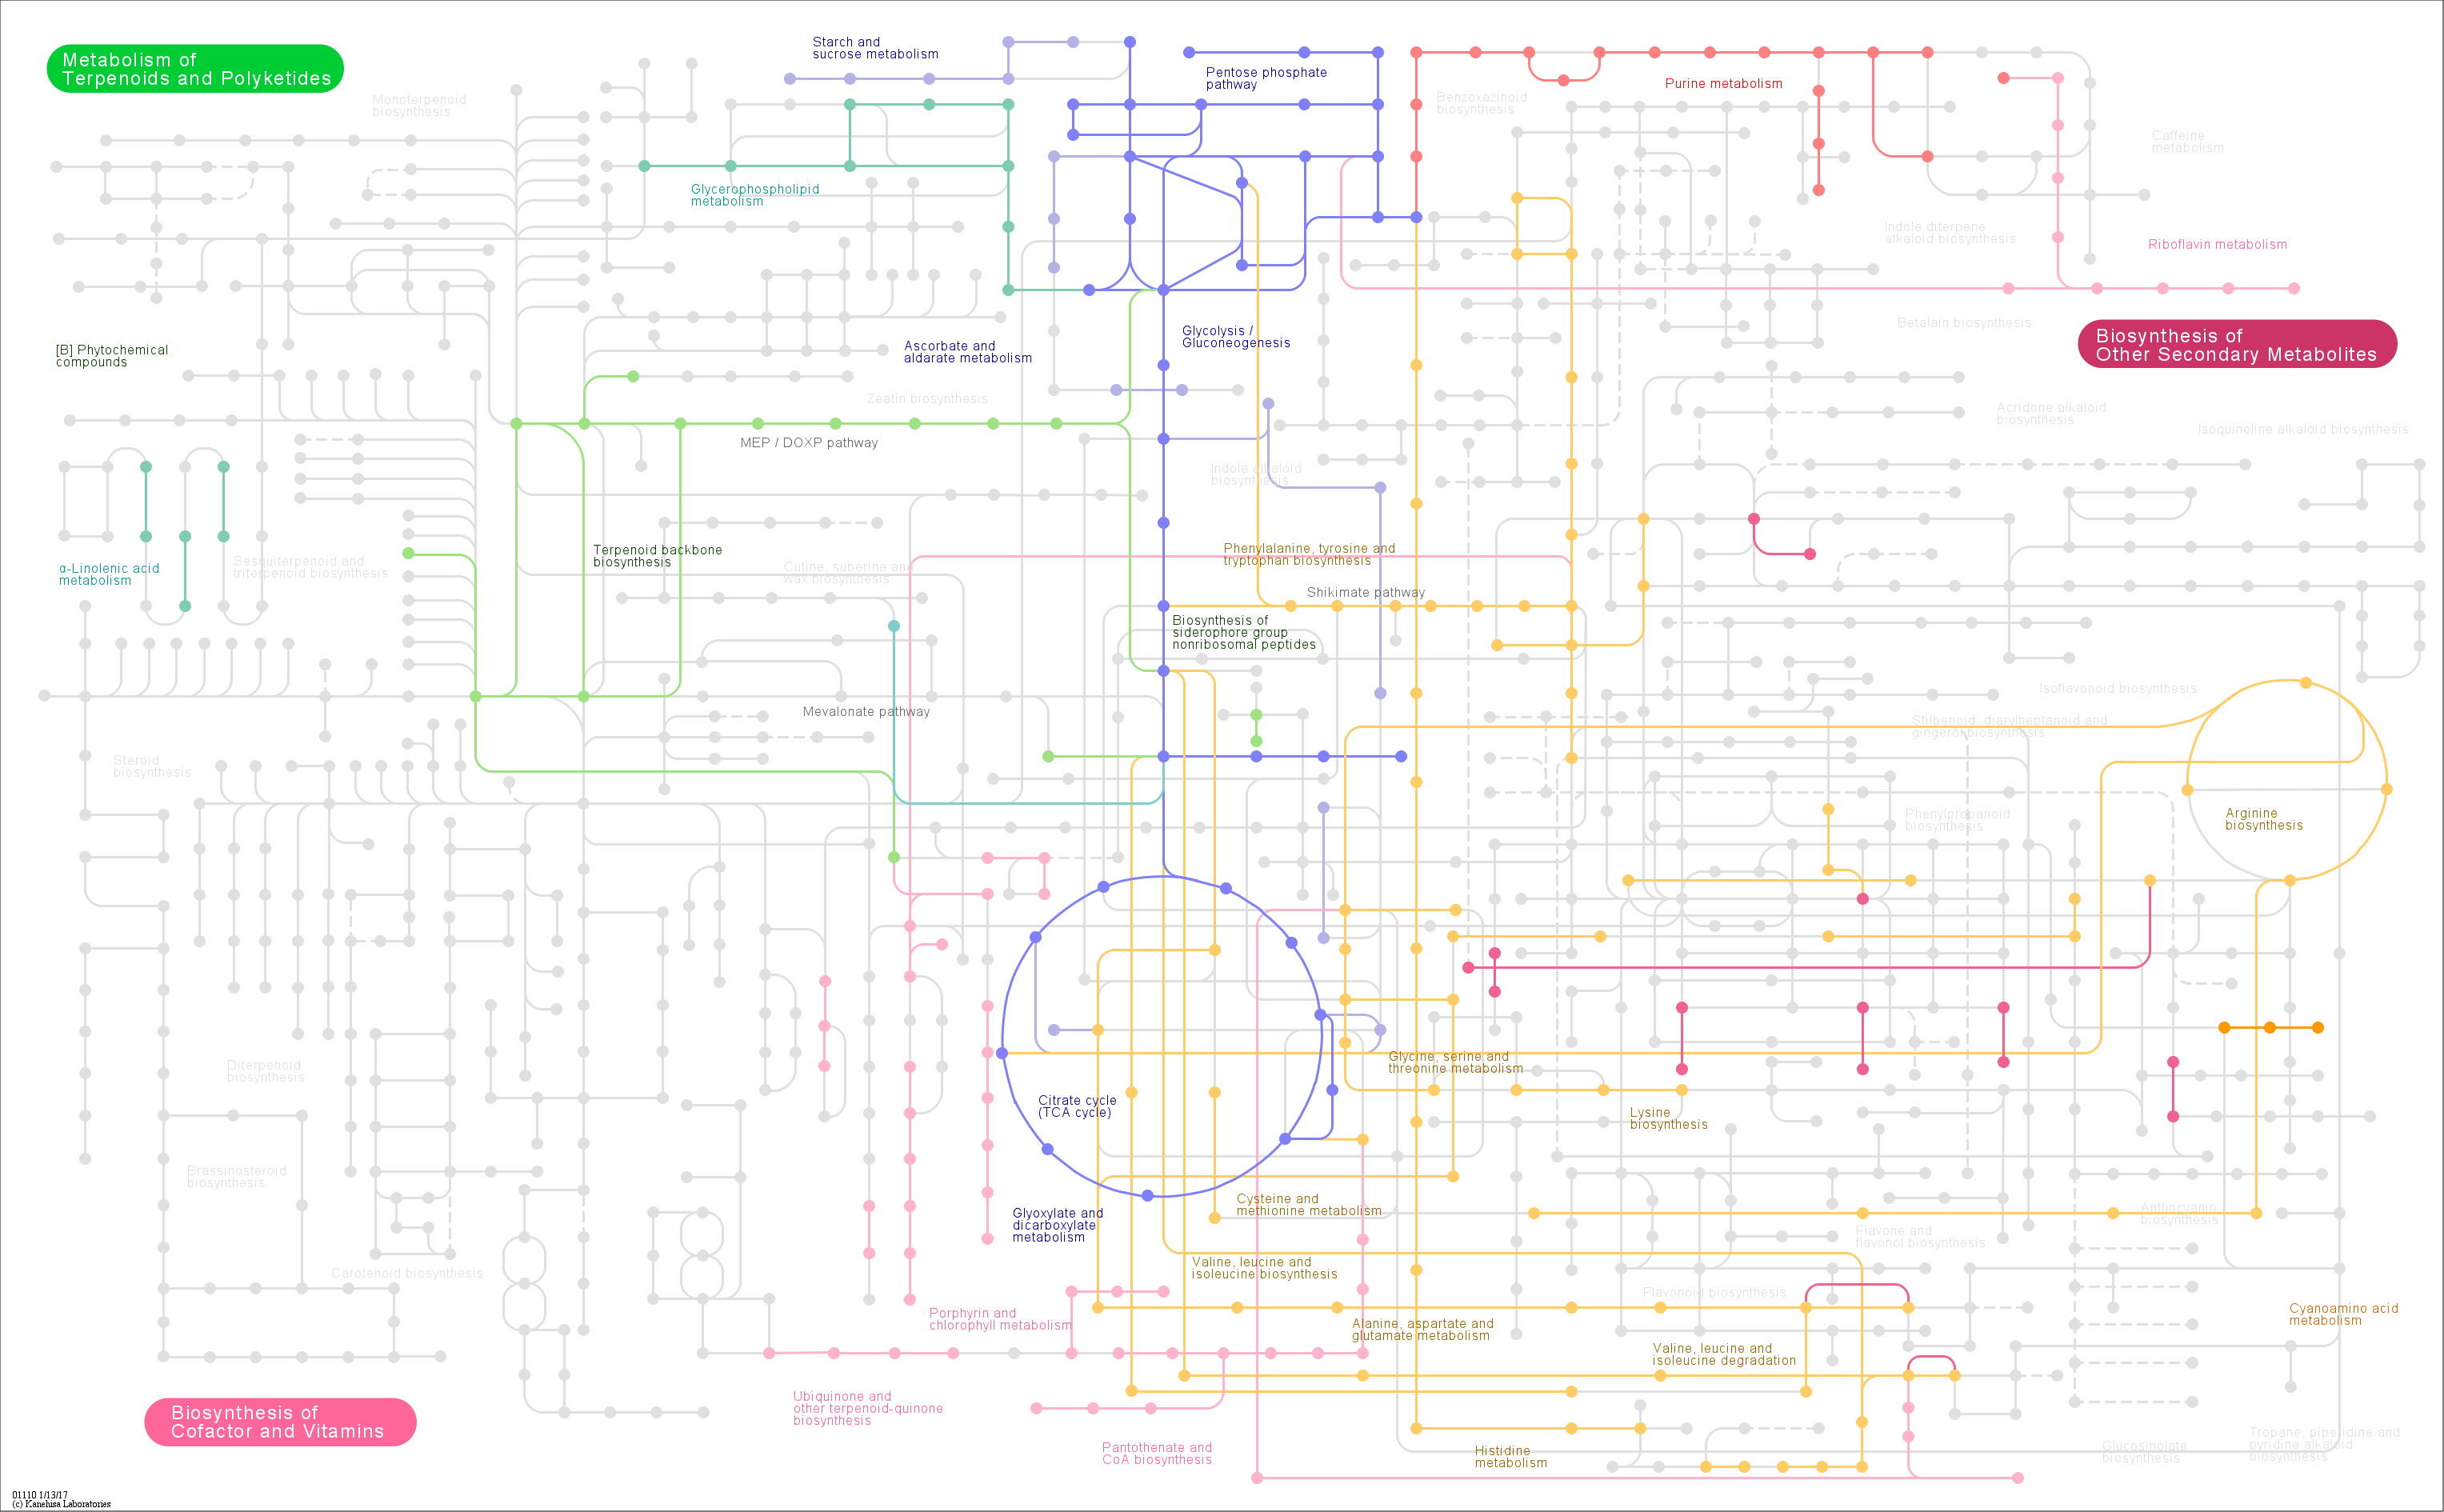 Metabolism of
Terpenoids and Polyketides
Monoterpenoid
biosynthesis
Starch and
sucrose metabolism
Pentose phosphate
pathway
Benzoxazinoid
biosynthesis
Purine metabolism
Caffeine
metabolism
Glycerophospholipid
metabolism
Indole diterpene
alkaloid biosynthesis
Riboflavin metabolism
[B] Phytochemical
compounds
Ascorbate and
aldarate metabolism
Glycolysis /
Gluconeogenesis
Betalain biosynthesis
Biosynthesis of
Other Secondary Metabolites
Zeatin biosynthesis
Acridone alkaloid
biosynthesis
Isoquinoline alkaloid biosynthesis
MEP / DOXP pathway
Indole alkaloid
biosynthesis
α-Linolenic acid
metabolism
Sesquiterpenoid and
triterpenoid biosynthesis
Terpenoid backbone
biosynthesis
Cutine, suberine and
wax biosynthesis
Phenylalanine, tyrosine and
tryptophan biosynthesis
Shikimate pathway
Biosynthesis of
siderophore group
nonribosomal peptides
Isoflavonoid biosynthesis
Mevalonate pathway
Stilbenoid, diarylheptanoid and
gingerol biosynthesis
Steroid
biosynthesis
Phenylpropanoid
biosynthesis
Arginine
biosynthesis
Diterpenoid
biosynthesis
Citrate cycle
(TCA cycle)
Glycine, serine and
threonine metabolism
Lysine
biosynthesis
Brassinosteroid
biosynthesis
Glyoxylate and
dicarboxylate
metabolism
Cysteine and
methionine metabolism
Anthocyanin
biosynthesis
Flavone and
flavonol biosynthesis
Carotenoid biosynthesis
Valine, leucine and
isoleucine biosynthesis
Flavonoid biosynthesis
Porphyrin and
chlorophyll metabolism
Alanine, aspartate and
glutamate metabolism
Cyanoamino acid
metabolism
Valine, leucine and
isoleucine degradation
Biosynthesis of
Cofactor and Vitamins
Ubiquinone and
other terpenoid-quinone
biosynthesis
Pantothenate and
CoA biosynthesis
Histidine
metabolism
Glucosinolate
biosynthesis
Tropane, piperidine and
pyridine alkaloid
biosynthesis
01110 1/13/17
(c) Kanehisa Laboratories